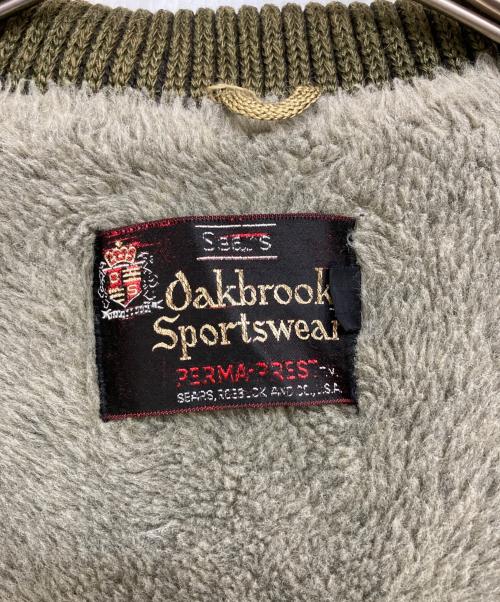 Sears
O S
Oakbrook
Sportswear
PERMA-PREST T.M.
SEARS, ROEBUCK AND CO., U.S.A.